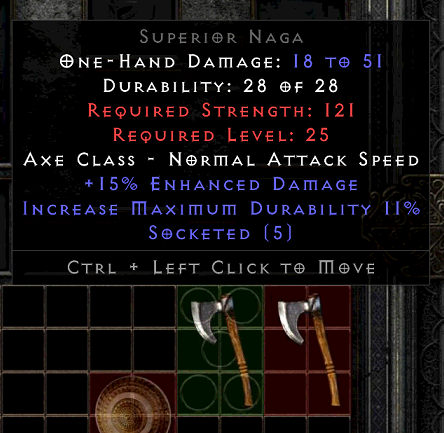 Superior Naga
One-Hand Damage: 18 to 51
Durability: 28 of 28
Required Strength: 121
Required Level: 25
Axe Class - Normal Attack Speed
+15% Enhanced Damage
Increase Maximum Durability 11%
Socketed (5)
Ctrl + Left Click to Move